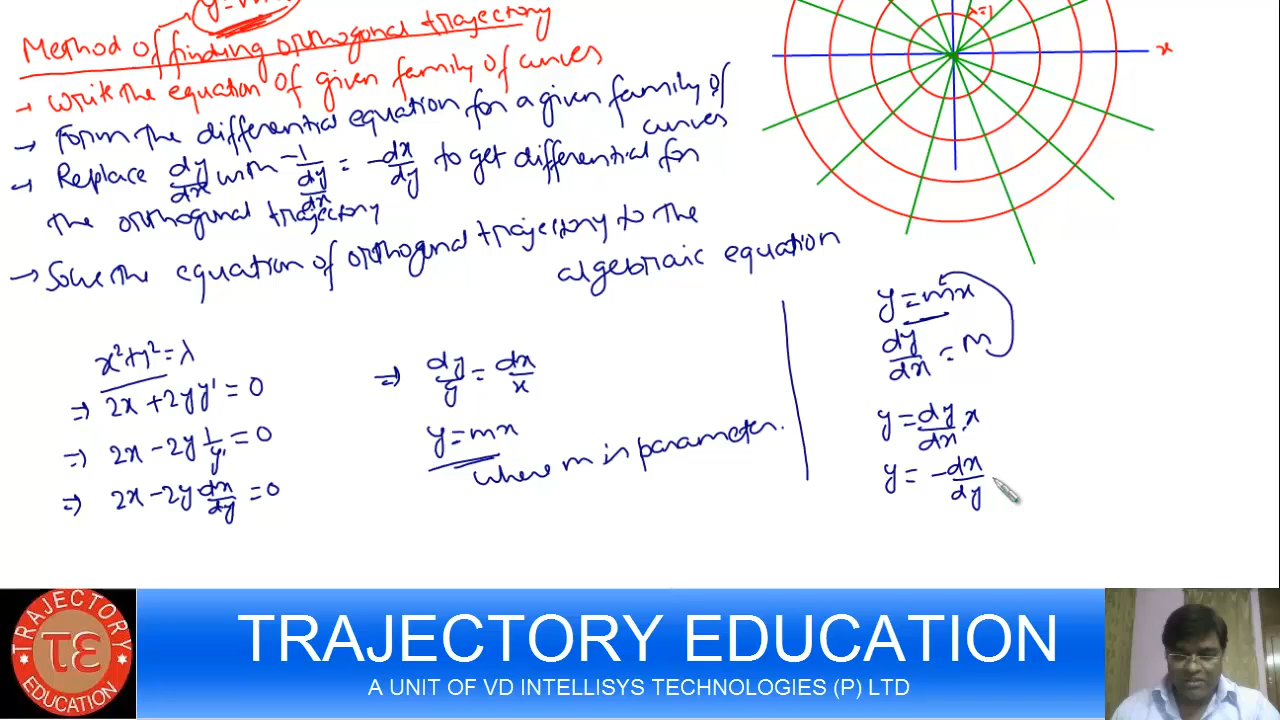 y=m
Method of finding orthogonal trajectory
→ Write the equation of given family of curves
→ Form the differential equation for a given family of curves
→ Replace dy/dx with -1/(dy/dx) = -dx/dy to get differential for
the orthogonal trajectory
→ Solve the equation of orthogonal trajectory to the
algebraic equation
x²+y²=λ
⇒ 2x+2yy'=0
⇒ 2x-2y 1/y'=0
⇒ 2x-2y dx/dy=0
⇒ dy/y = dx/x
y=mx
where m is parameter.
x
y=mx
dy/dx = m
y = dy/dx . x
y = -dx/dy
TRAJECTORY
TE
EDUCATION
TRAJECTORY EDUCATION
A UNIT OF VD INTELLISYS TECHNOLOGIES (P) LTD